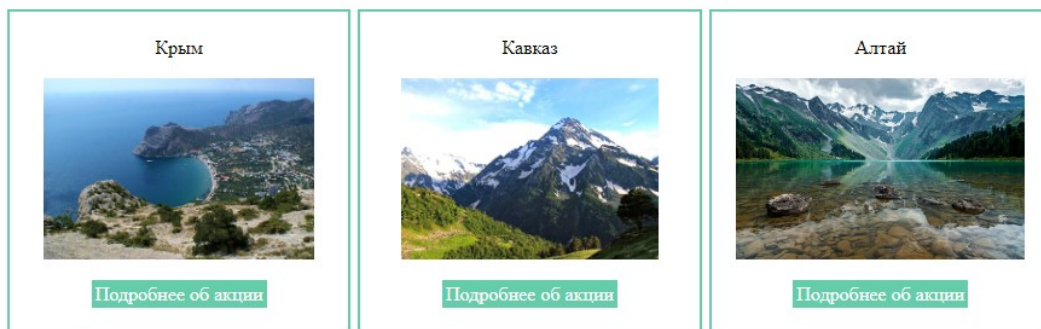 Крым
Кавказ
Алтай
Подробнее об акции
Подробнее об акции
Подробнее об акции